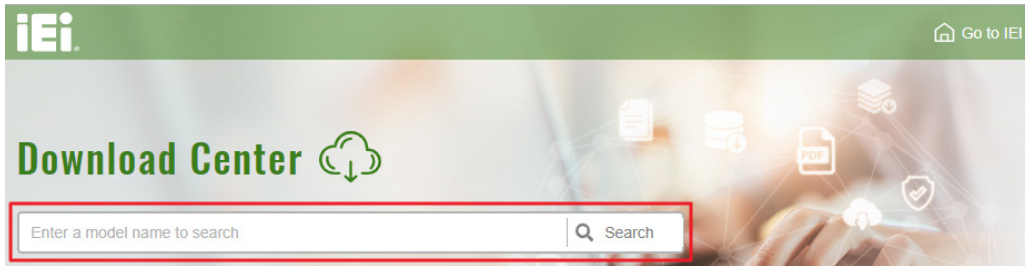 iEi
Go to IEI
Download Center
PDF
Enter a model name to search
Search